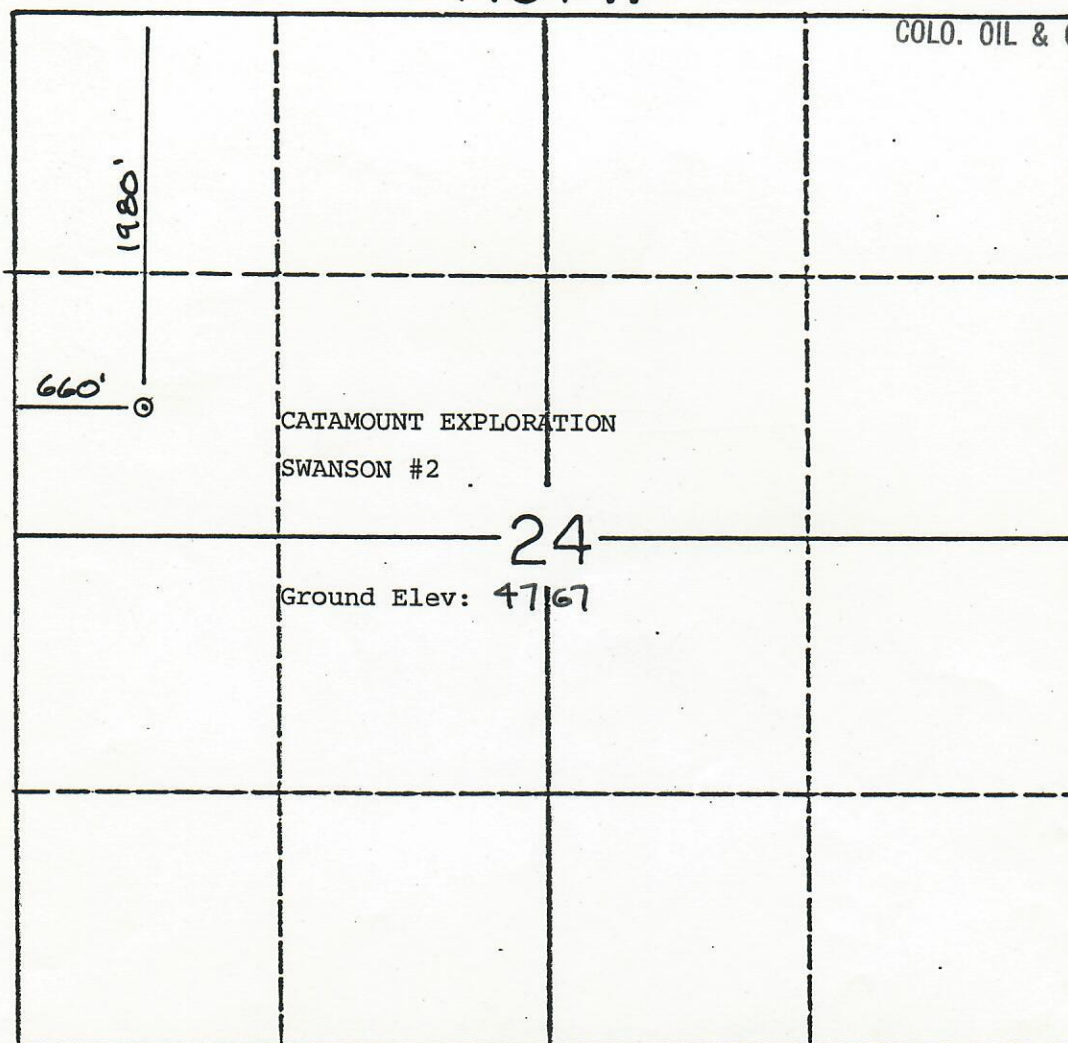 COLO. OIL &
1980'
660'
CATAMOUNT EXPLORATION
SWANSON #2
24
Ground Elev: 4767